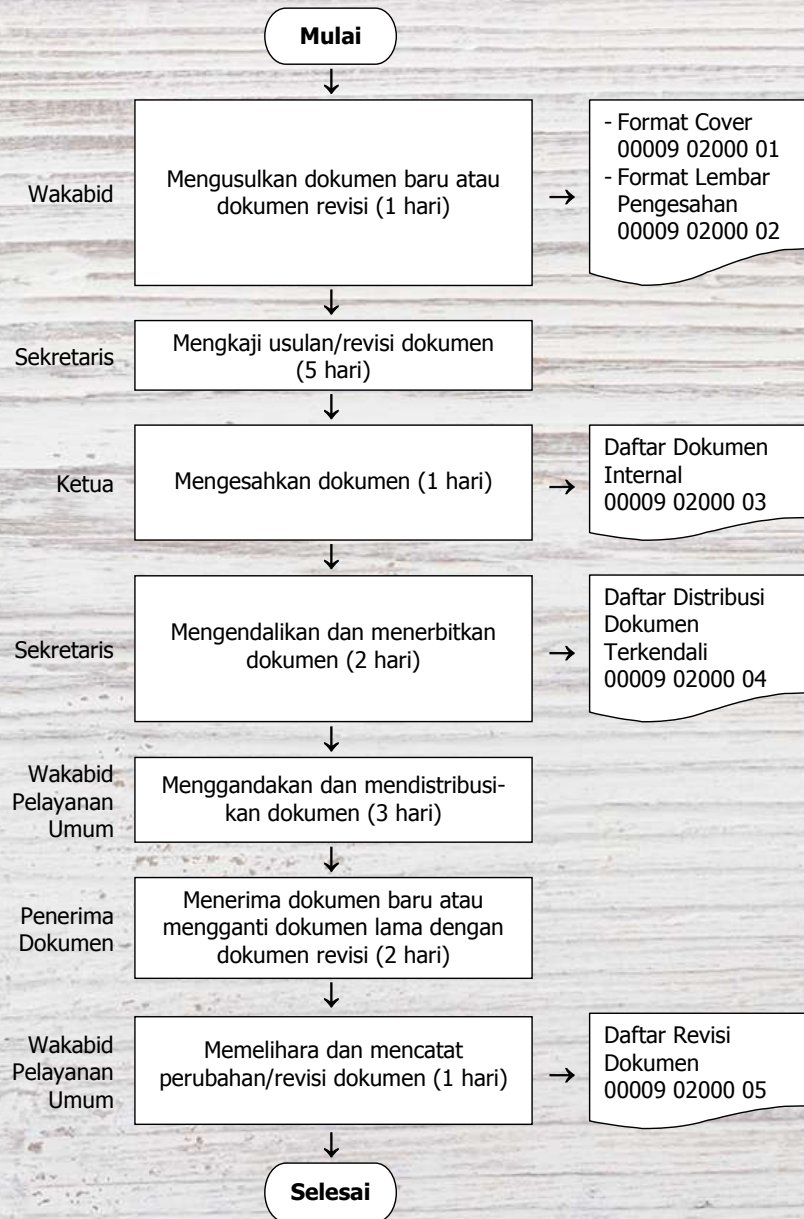 Mulai
Wakabid
Mengusulkan dokumen baru atau
dokumen revisi (1 hari)
- Format Cover
00009 02000 01
- Format Lembar
Pengesahan
00009 02000 02
Sekretaris
Mengkaji usulan/revisi dokumen
(5 hari)
Ketua
Mengesahkan dokumen (1 hari)
Daftar Dokumen
Internal
00009 02000 03
Sekretaris
Mengendalikan dan menerbitkan
dokumen (2 hari)
Daftar Distribusi
Dokumen
Terkendali
00009 02000 04
Wakabid
Pelayanan
Umum
Menggandakan dan mendistribusi-
kan dokumen (3 hari)
Penerima
Dokumen
Menerima dokumen baru atau
mengganti dokumen lama dengan
dokumen revisi (2 hari)
Wakabid
Pelayanan
Umum
Memelihara dan mencatat
perubahan/revisi dokumen (1 hari)
Daftar Revisi
Dokumen
00009 02000 05
Selesai